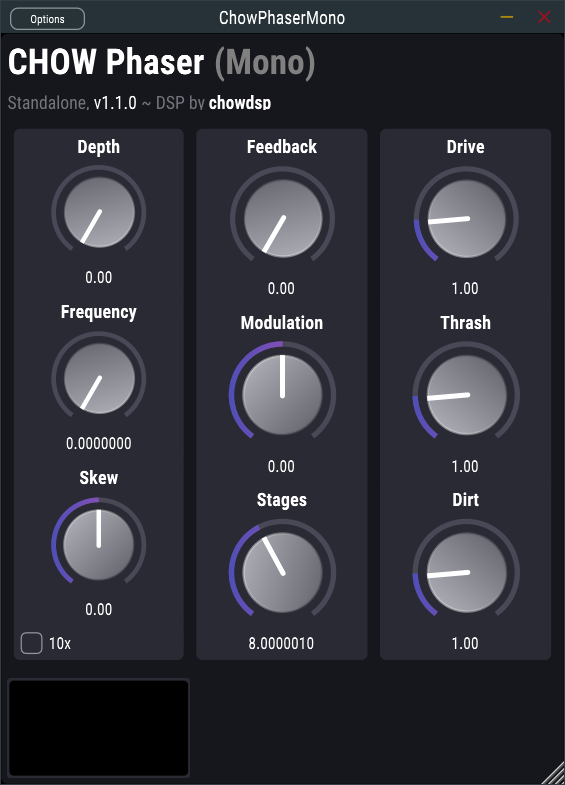 Options
ChowPhaserMono
CHOW Phaser (Mono)
Standalone, v1.1.0 ~ DSP by chowdsp
Depth
0.00
Frequency
0.0000000
Skew
0.00
10x
Feedback
0.00
Modulation
0.00
Stages
8.0000010
Drive
1.00
Thrash
1.00
Dirt
1.00